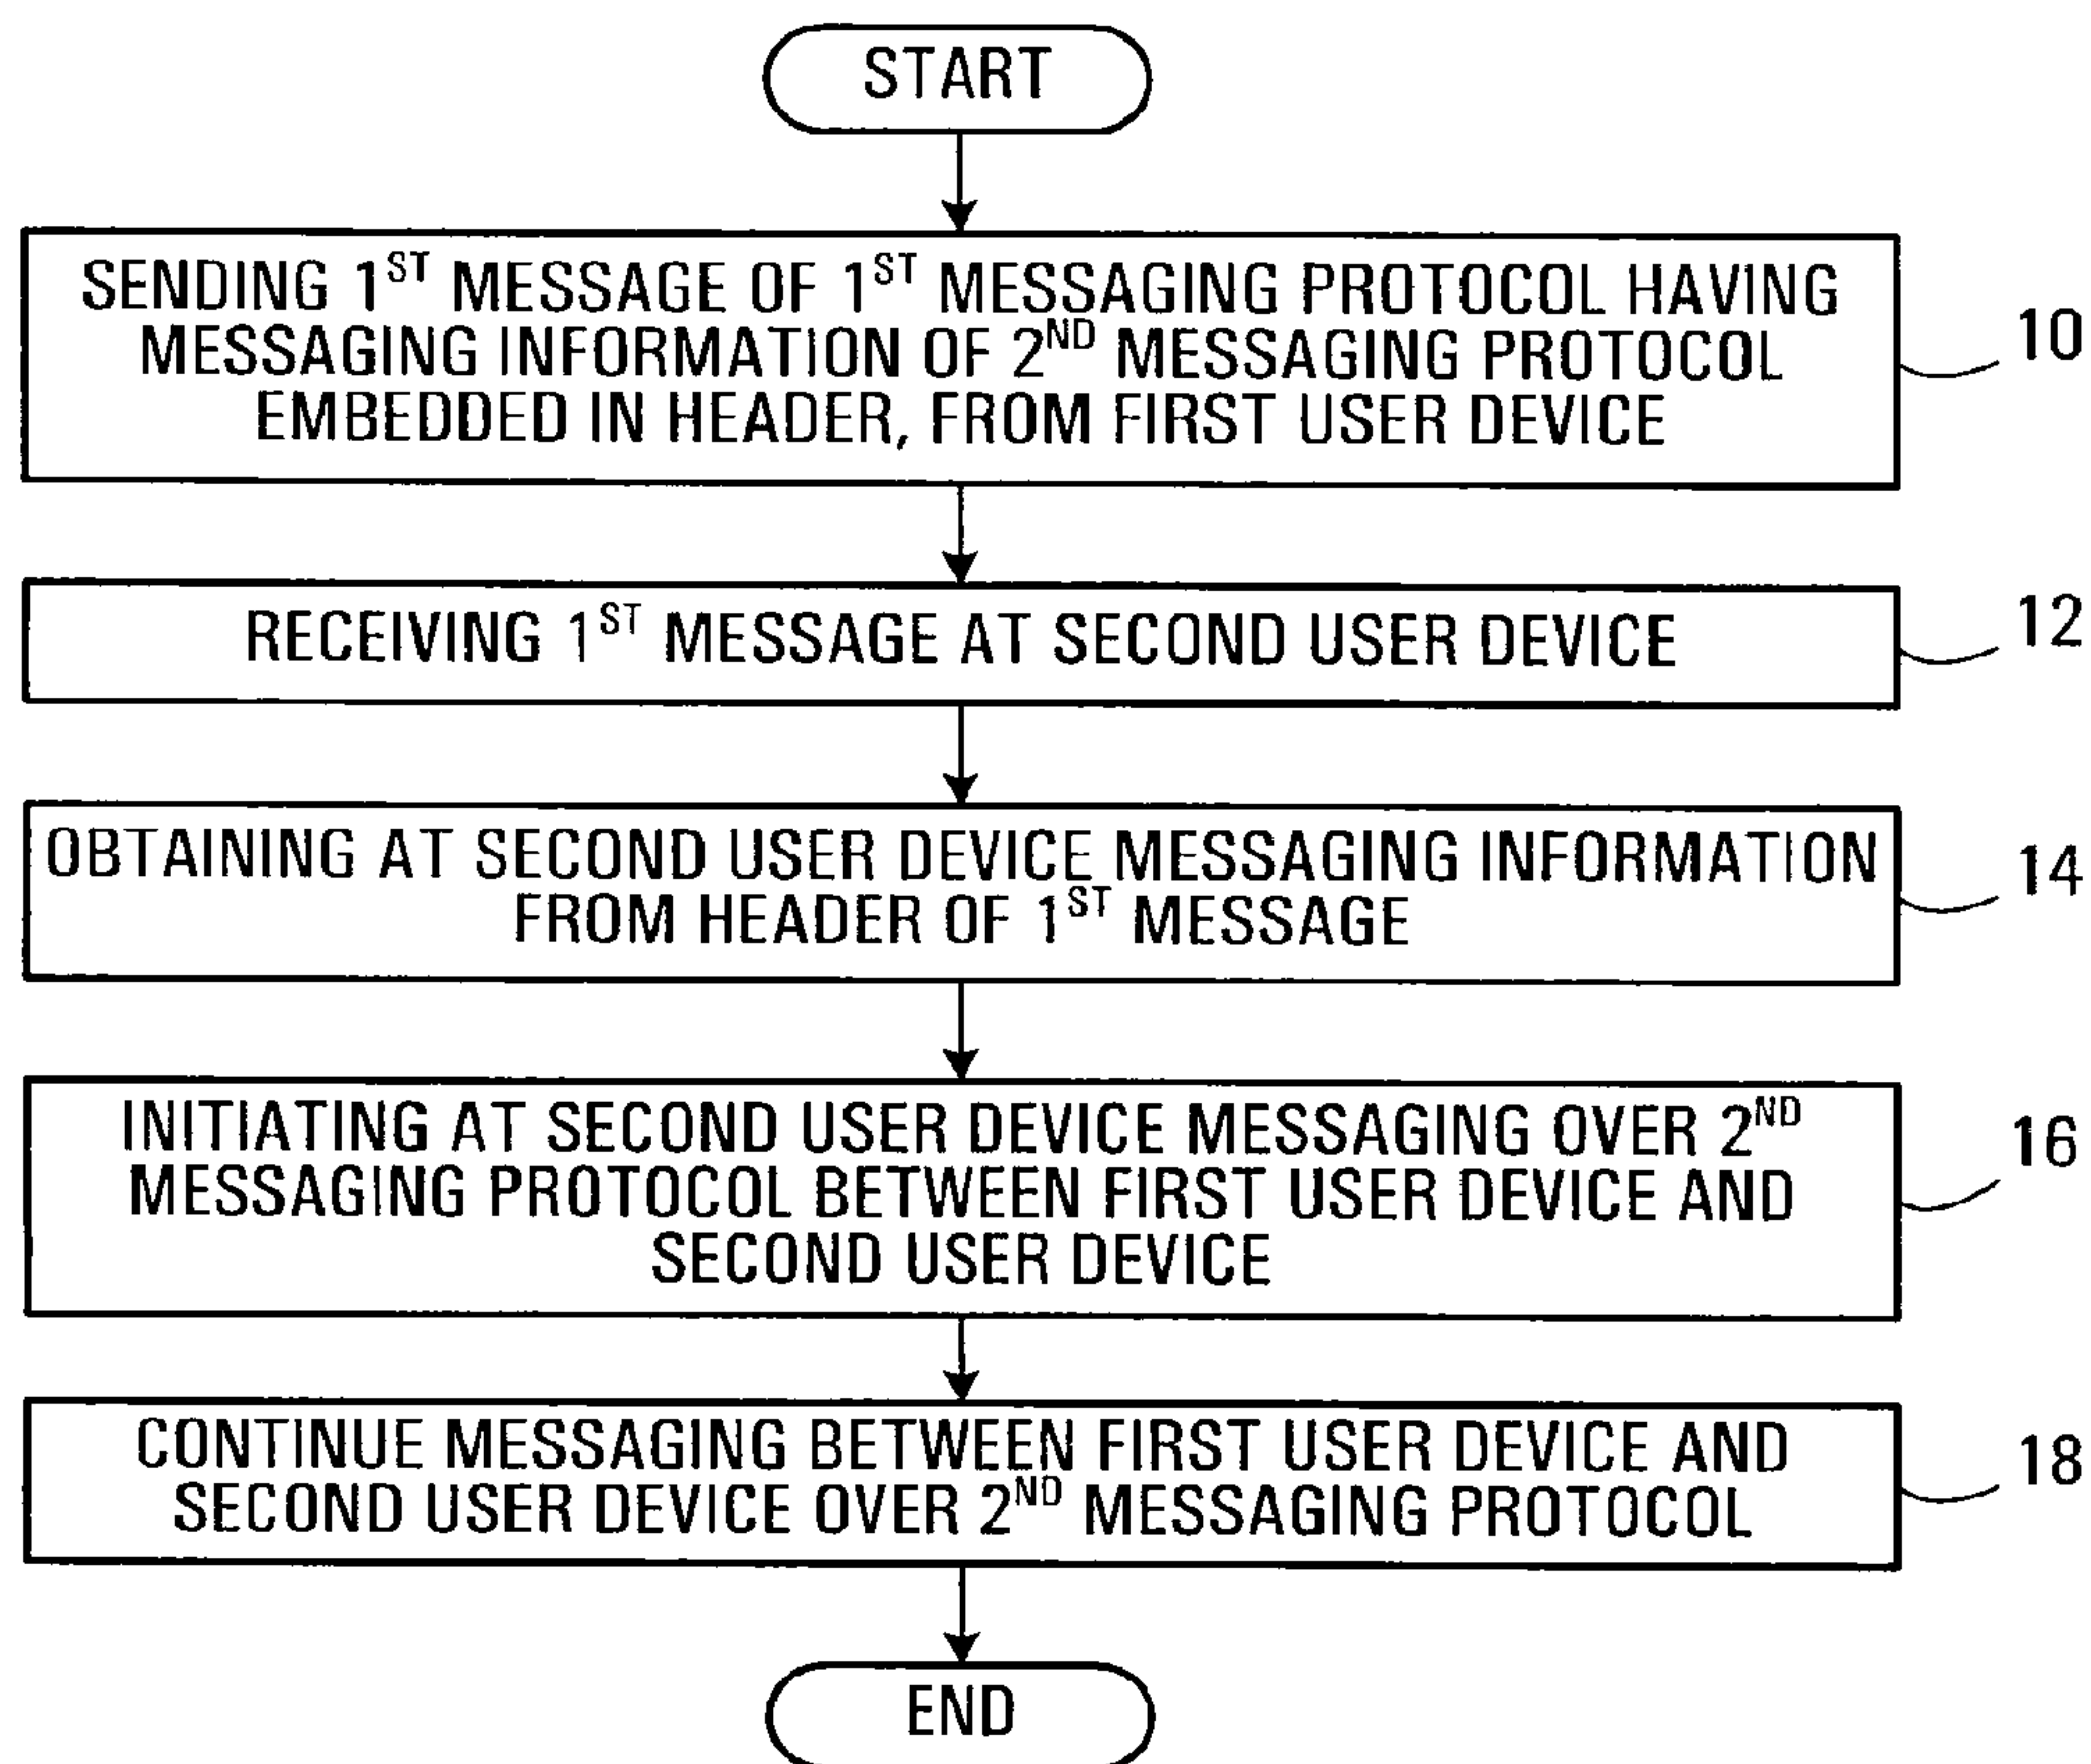 START
SENDING 1ST MESSAGE OF 1ST MESSAGING PROTOCOL HAVING
MESSAGING INFORMATION OF 2ND MESSAGING PROTOCOL
EMBEDDED IN HEADER, FROM FIRST USER DEVICE
10
RECEIVING 1ST MESSAGE AT SECOND USER DEVICE
12
OBTAINING AT SECOND USER DEVICE MESSAGING INFORMATION
FROM HEADER OF 1ST MESSAGE
14
INITIATING AT SECOND USER DEVICE MESSAGING OVER 2ND
MESSAGING PROTOCOL BETWEEN FIRST USER DEVICE AND
SECOND USER DEVICE
16
CONTINUE MESSAGING BETWEEN FIRST USER DEVICE AND
SECOND USER DEVICE OVER 2ND MESSAGING PROTOCOL
18
END